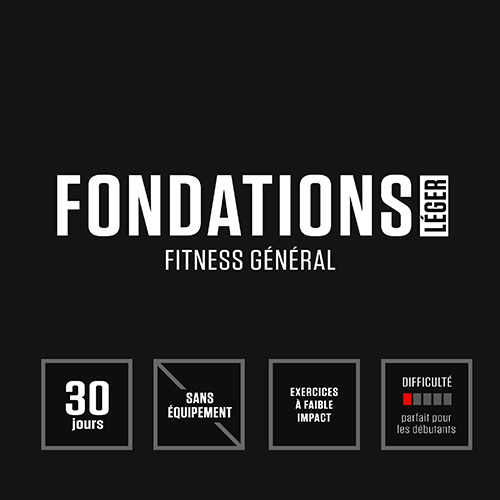 FONDATIONS LÉGER
FITNESS GÉNÉRAL
30
jours
SANS
ÉQUIPEMENT
EXERCICES
À FAIBLE
IMPACT
DIFFICULTÉ
parfait pour
les débutants